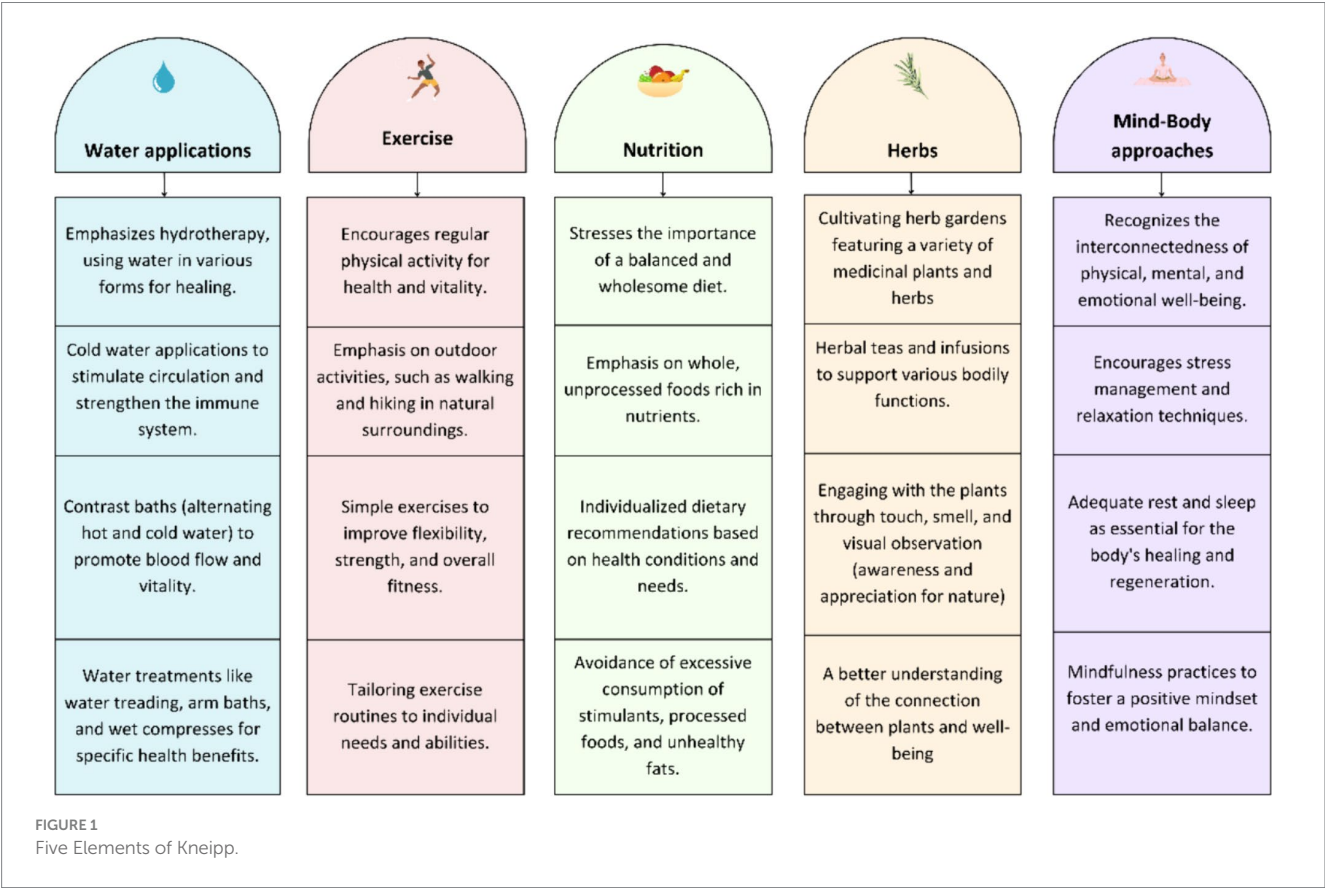 Water applications
Emphasizes hydrotherapy,
using water in various
forms for healing.
Cold water applications to
stimulate circulation and
strengthen the immune
system.
Contrast baths (alternating
hot and cold water) to
promote blood flow and
vitality.
Water treatments like
water treading, arm baths,
and wet compresses for
specific health benefits.
Exercise
Encourages regular
physical activity for
health and vitality.
Emphasis on outdoor
activities, such as walking
and hiking in natural
surroundings.
Simple exercises to
improve flexibility,
strength, and overall
fitness.
Tailoring exercise
routines to individual
needs and abilities.
Nutrition
Stresses the importance
of a balanced and
wholesome diet.
Emphasis on whole,
unprocessed foods rich in
nutrients.
Individualized dietary
recommendations based
on health conditions and
needs.
Avoidance of excessive
consumption of
stimulants, processed
foods, and unhealthy
fats.
Herbs
Cultivating herb gardens
featuring a variety of
medicinal plants and
herbs
Herbal teas and infusions
to support various bodily
functions.
Engaging with the plants
through touch, smell, and
visual observation
(awareness and
appreciation for nature)
A better understanding
of the connection
between plants and well-
being
Mind-Body
approaches
Recognizes the
interconnectedness of
physical, mental, and
emotional well-being.
Encourages stress
management and
relaxation techniques.
Adequate rest and sleep
as essential for the
body's healing and
regeneration.
Mindfulness practices to
foster a positive mindset
and emotional balance.
FIGURE 1
Five Elements of Kneipp.